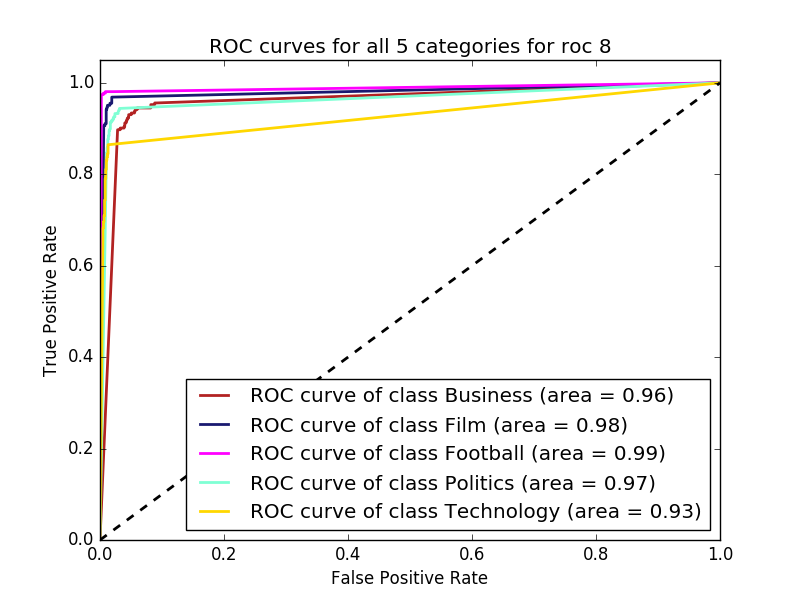 ROC curves for all 5 categories for roc 8
1.0
0.8
0.6
0.4
0.2
0.0
True Positive Rate
ROC curve of class Business (area = 0.96)
ROC curve of class Film (area = 0.98)
ROC curve of class Football (area = 0.99)
ROC curve of class Politics (area = 0.97)
ROC curve of class Technology (area = 0.93)
0.0 0.2 0.4 0.6 0.8 1.0
False Positive Rate